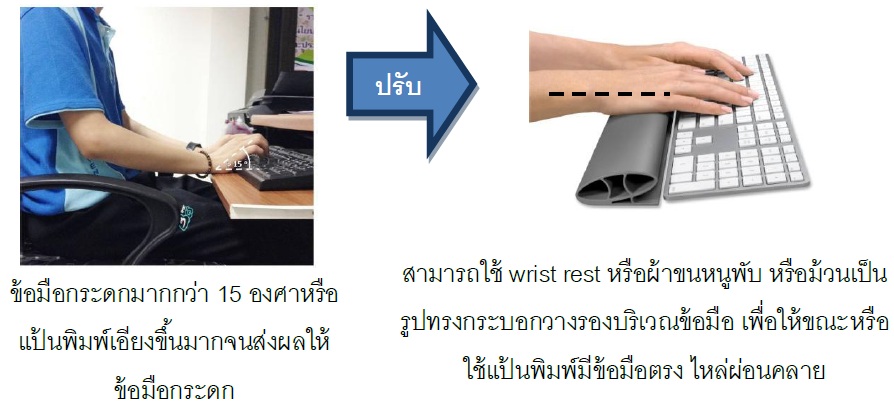 15°
ปรับ
ข้อมือกระดกมากกว่า 15 องศาหรือ
แป้นพิมพ์เอียงขึ้นมากจนส่งผลให้
ข้อมือกระดก
สามารถใช้ wrist rest หรือผ้าขนหนูพับ หรือม้วนเป็น
รูปทรงกระบอกวางรองบริเวณข้อมือ เพื่อให้ขณะหรือ
ใช้แป้นพิมพ์มีข้อมือตรง ไหล่ผ่อนคลาย